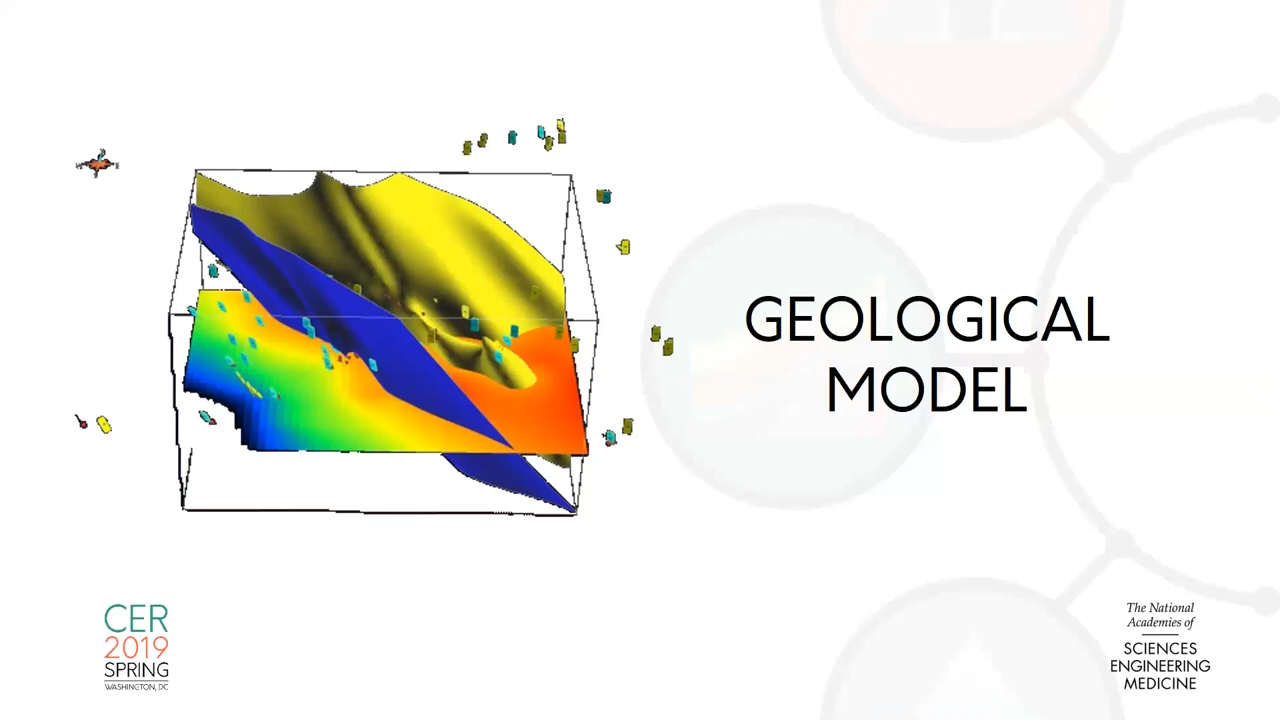 GEOLOGICAL
MODEL
CER
2019
SPRING
WASHINGTON, DC
The National
Academies of
SCIENCES
ENGINEERING
MEDICINE